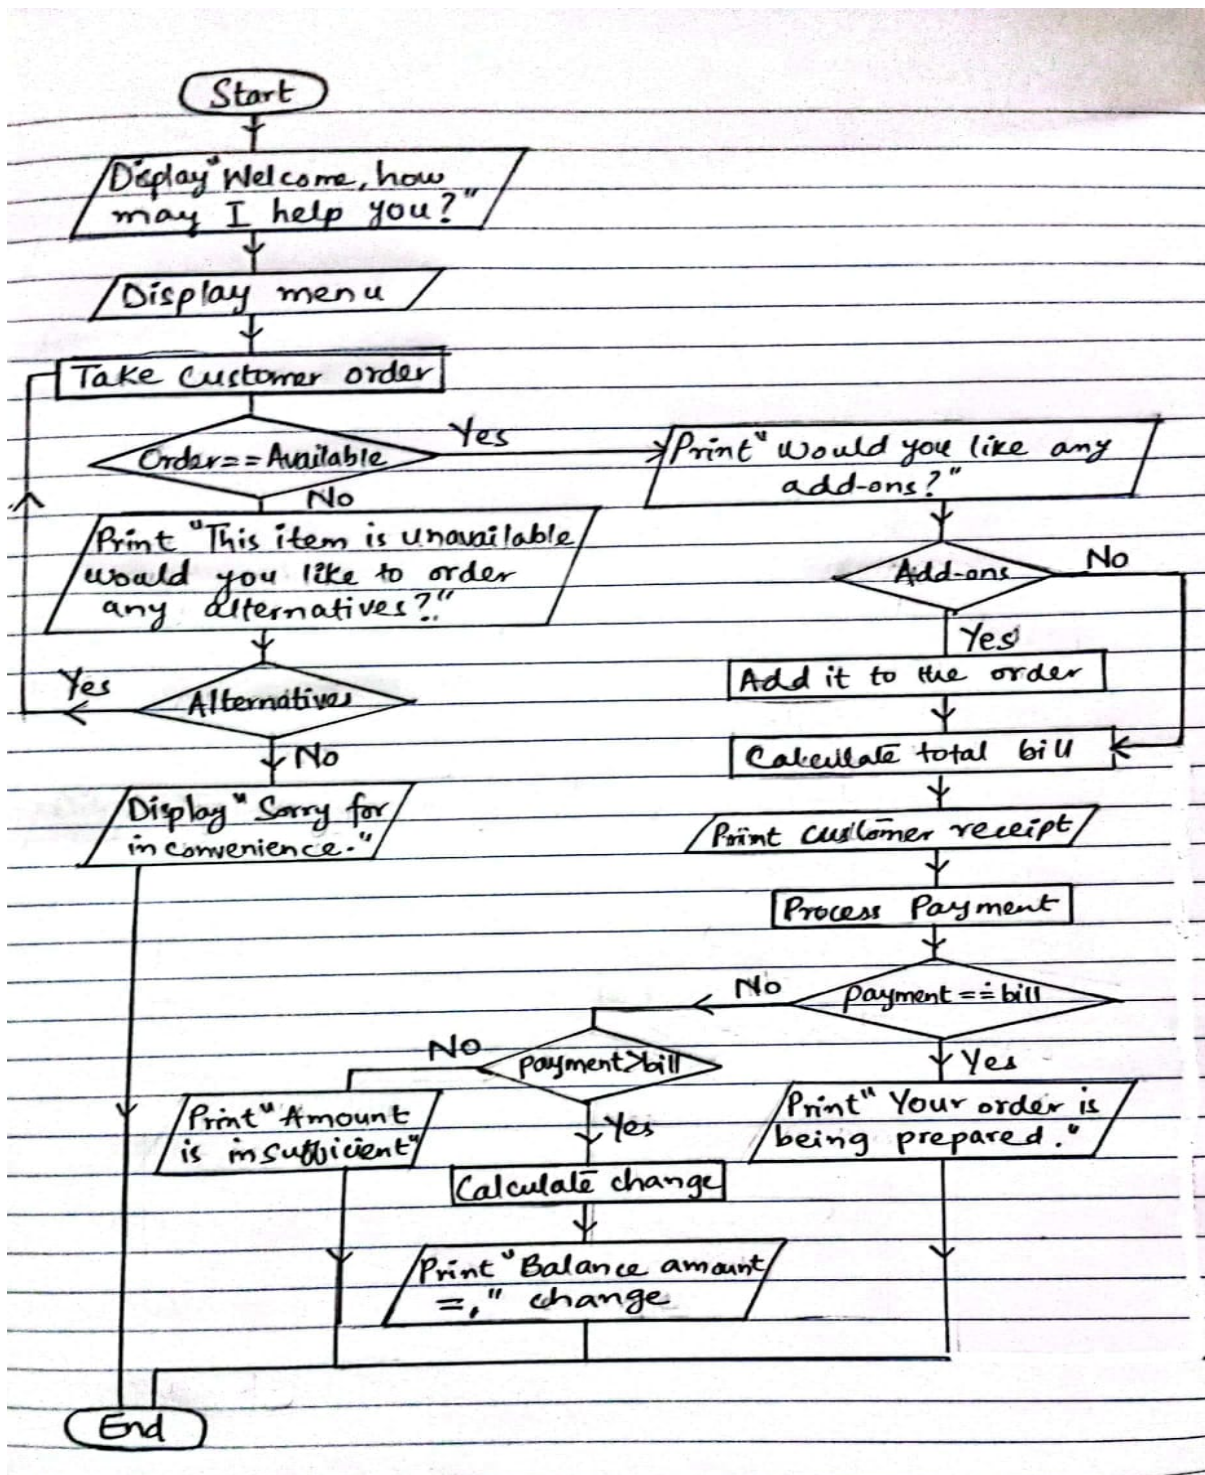 Start
Display "Welcome, how
may I help you?"
Display menu
Take customer order
Order==Available
Yes
No
Print "This item is unavailable
would you like to order
any alternatives?"
Alternatives
Yes
No
Display "Sorry for
inconvenience."
Print "Would you like any
add-ons?"
Add-ons
No
Yes
Add it to the order
Calculate total bill
Print customer receipt
Process Payment
payment == bill
No
Yes
Print "Your order is
being prepared."
payment>bill
No
Yes
Print "Amount
is insufficient"
Calculate change
Print "Balance amount
=," change
End